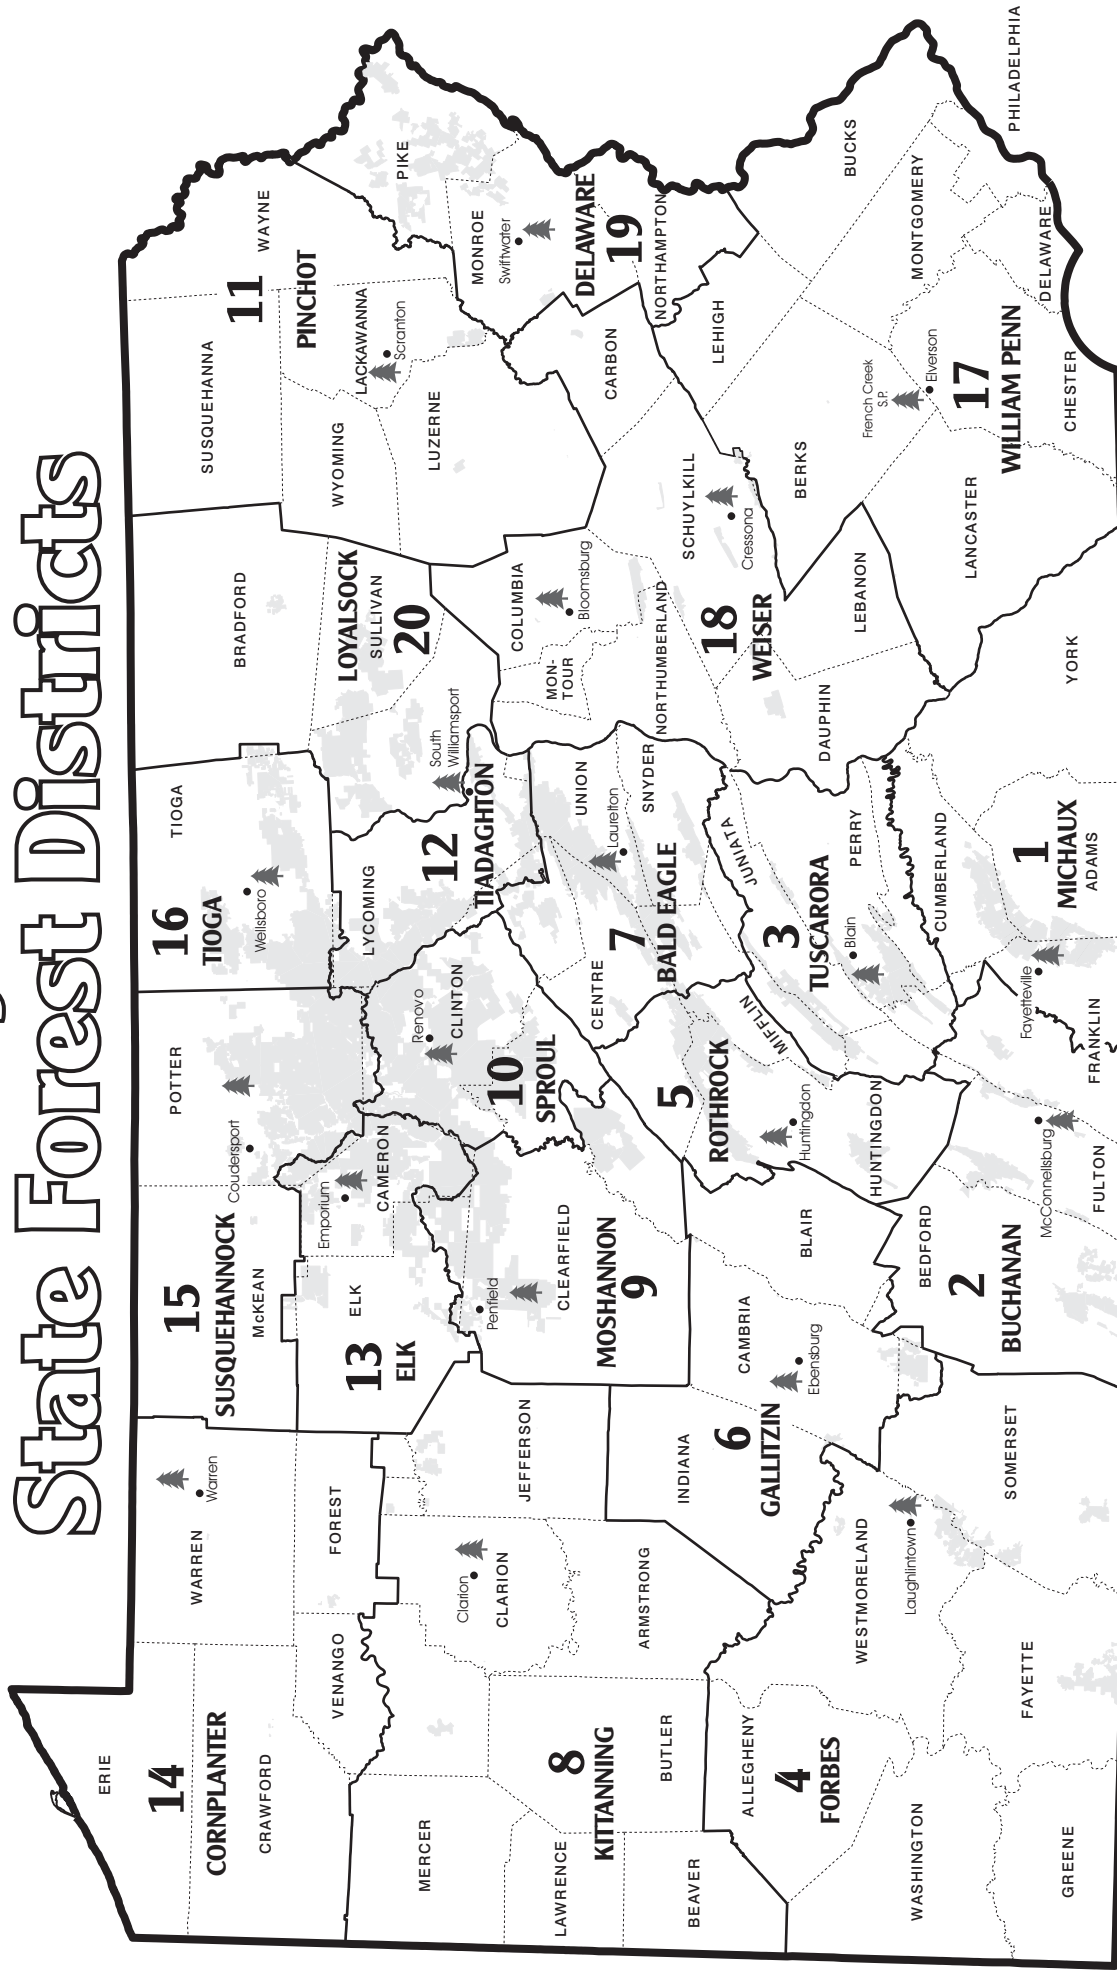 State Forest Districts
ERIE
14
CORNPLANTER
CRAWFORD
WARREN
Warren
FOREST
VENANGO
15
SUSQUEHANNOCK
McKEAN
POTTER
Coudersport
16
TIOGA
TIOGA
Wellsboro
BRADFORD
LOYALSOCK
SULLIVAN
20
South
Williamsport
SUSQUEHANNA
WYOMING
11
PINCHOT
WAYNE
LACKAWANNA
Scranton
LUZERNE
PIKE
MONROE
Swiftwater
DELAWARE
19
NORTHAMPTON
CARBON
LEHIGH
MERCER
LAWRENCE
8
KITTANNING
BUTLER
BEAVER
Clarion
CLARION
ARMSTRONG
JEFFERSON
13
ELK
ELK
Emporium
CAMERON
Penfield
CLEARFIELD
MOSHANNON
9
Renovo
CLINTON
10
SPROUL
LYCOMING
12
TIADAGHTON
CENTRE
UNION
Laurelton
SNYDER
7
BALD EAGLE
COLUMBIA
Bloomsburg
MON-
TOUR
NORTHUMBERLAND
SCHUYLKILL
Cressona
18
WEISER
DAUPHIN
LEBANON
BERKS
BUCKS
MONTGOMERY
PHILADELPHIA
DELAWARE
French Creek
S.P.
Elverson
17
WILLIAM PENN
CHESTER
LANCASTER
YORK
ALLEGHENY
4
FORBES
WASHINGTON
GREENE
FAYETTE
WESTMORELAND
Laughlintown
SOMERSET
INDIANA
6
GALLITZIN
CAMBRIA
Ebensburg
BLAIR
5
ROTHROCK
Huntingdon
HUNTINGDON
MIFFLIN
JUNIATA
3
TUSCARORA
Blain
PERRY
CUMBERLAND
BEDFORD
2
BUCHANAN
McConnellsburg
FULTON
FRANKLIN
Fayetteville
1
MICHAUX
ADAMS